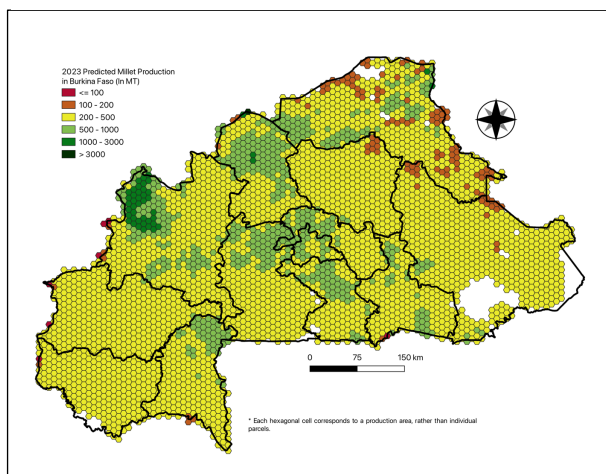 2023 Predicted Millet Production
in Burkina Faso (In MT)
<= 100
100 - 200
200 - 500
500 - 1000
1000 - 3000
> 3000
0 75 150 km
* Each hexagonal cell corresponds to a production area, rather than individual
parcels.